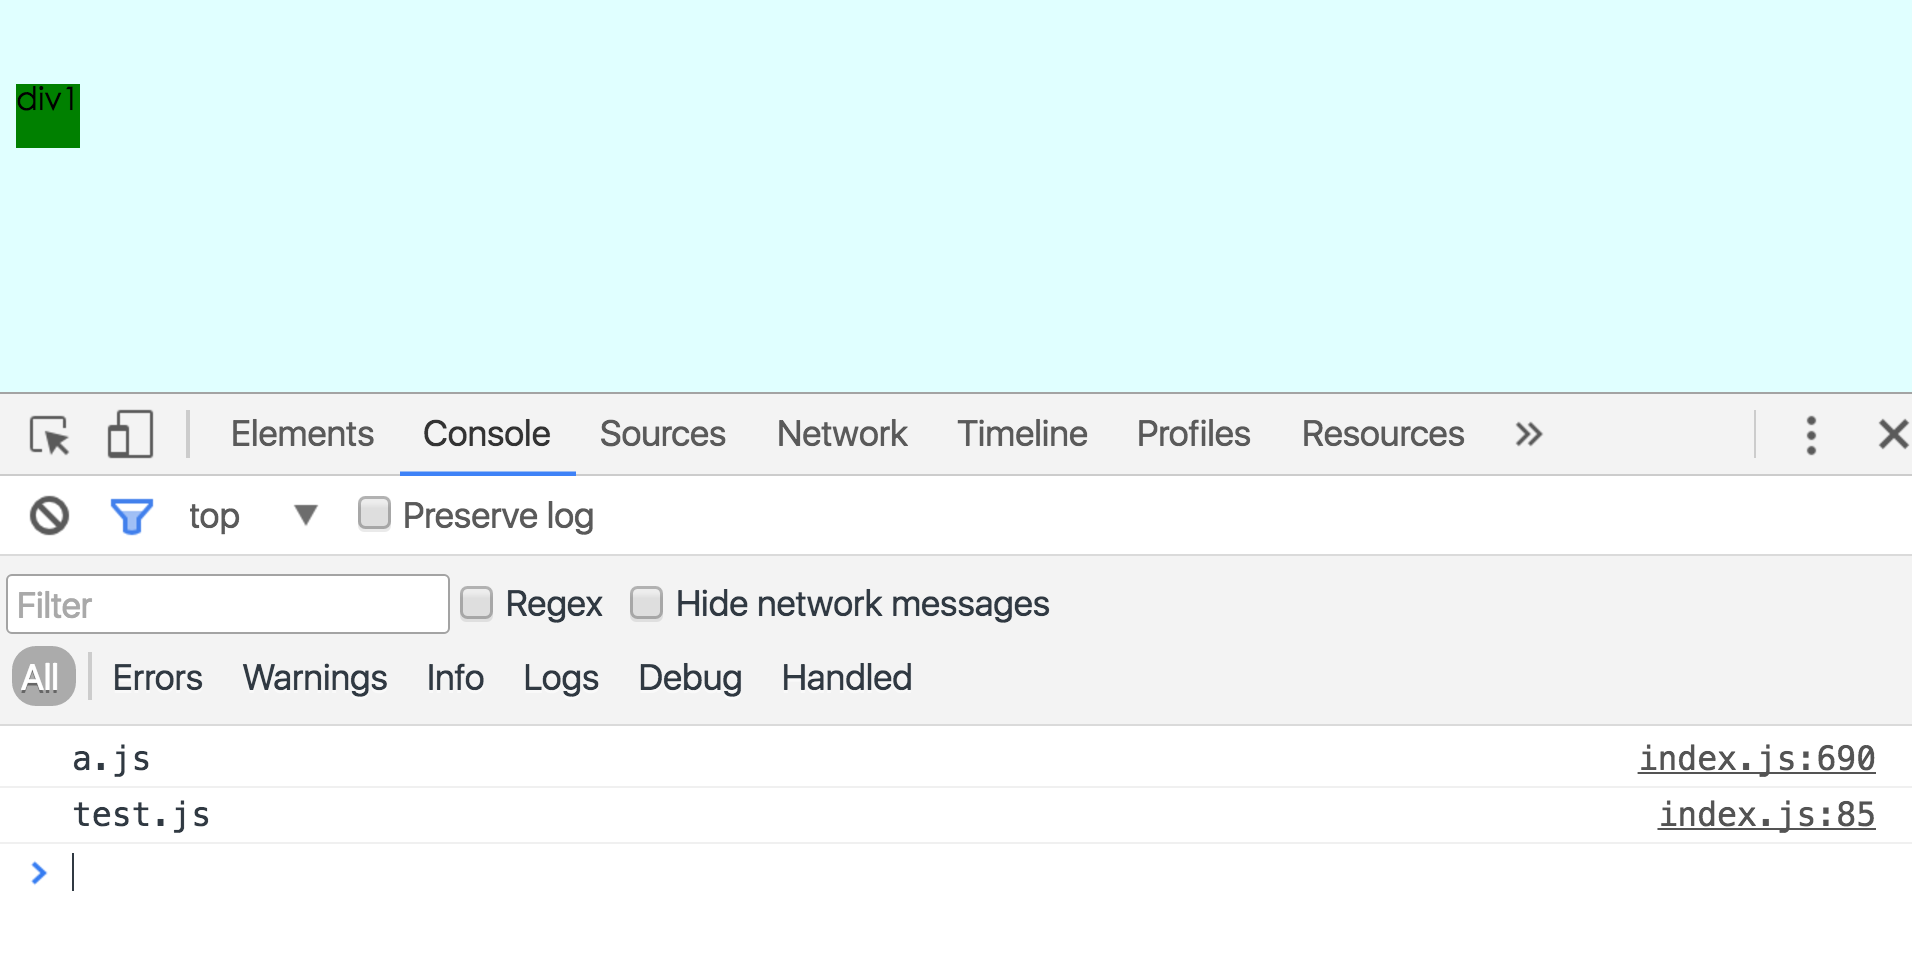 div1
Elements Console Sources Network Timeline Profiles Resources
top Preserve log
Filter Regex Hide network messages
All Errors Warnings Info Logs Debug Handled
a.js index.js:690
test.js index.js:85